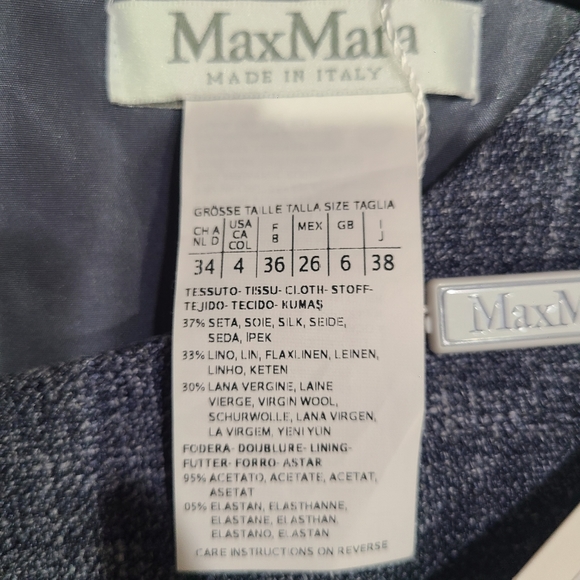 MaxMara
MADE IN ITALY
GRÖSSE TAILLE TALLA SIZE TAGLIA
CH A NL D USA CA COL F B MEX GB I J
34 4 36 26 6 38
TESSUTO- TISSU- CLOTH- STOFF-
TEJIDO- TECIDO- KUMAŞ
37% SETA, SOIE, SILK, SEIDE,
SEDA, İPEK
33% LINO, LIN, FLAX/LINEN, LEINEN,
LINHO, KETEN
30% LANA VERGINE, LAINE
VIERGE, VIRGIN WOOL,
SCHURWOLLE, LANA VIRGEN,
LA VIRGEM, YENI YUN
FODERA- DOUBLURE- LINING-
FUTTER- FORRO- ASTAR
95% ACETATO, ACETATE, ACETAT,
ASETAT
05% ELASTAN, ELASTHANNE,
ELASTANE, ELASTHAN,
ELASTANO, ELASTAN
CARE INSTRUCTIONS ON REVERSE
MaxM